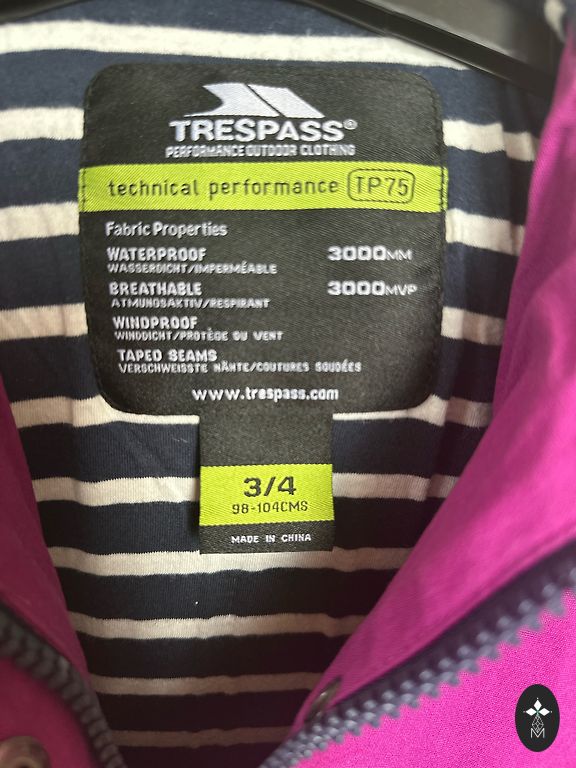 TRESPASS®
PERFORMANCE OUTDOOR CLOTHING
technical performance TP75
Fabric Properties
WATERPROOF 3000MM
WASSERDICHT/IMPERMÉABLE
BREATHABLE 3000MVP
ATMUNGSAKTIV/RESPIRANT
WINDPROOF
WINDDICHT/PROTÈGE DU VENT
TAPED SEAMS
VERSCHWEISSTE NÄHTE/COUTURES SOUDÉES
www.trespass.com
3/4
98-104CMS
MADE IN CHINA
M